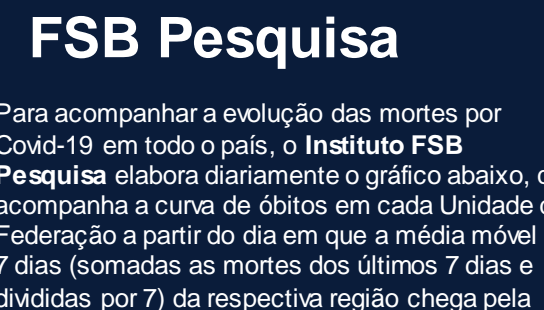 FSB Pesquisa
Para acompanhar a evolução das mortes por
Covid-19 em todo o país, o Instituto FSB
Pesquisa elabora diariamente o gráfico abaixo,
acompanha a curva de óbitos em cada Unidade
Federação a partir do dia em que a média móvel
7 dias (somadas as mortes dos últimos 7 dias e
divididas por 7) da respectiva região chega pela